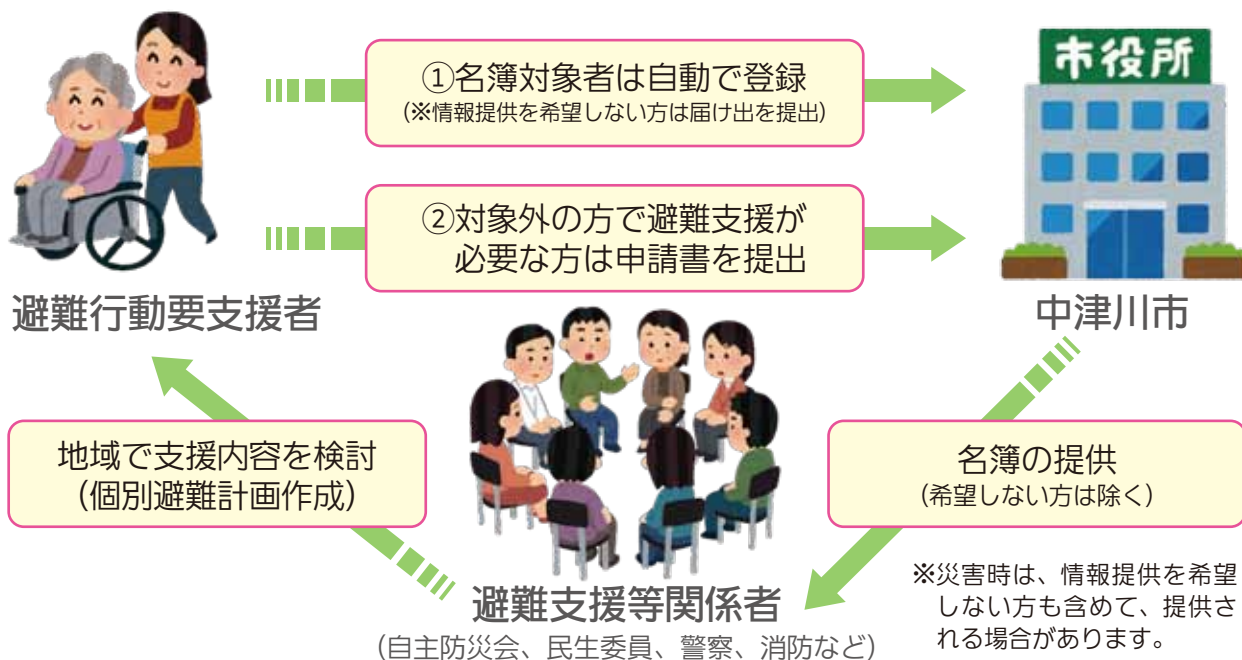 ①名簿対象者は自動で登録
(※情報提供を希望しない方は届け出を提出)
市役所
②対象外の方で避難支援が
必要な方は申請書を提出
避難行動要支援者
中津川市
地域で支援内容を検討
(個別避難計画作成)
名簿の提供
(希望しない方は除く)
避難支援等関係者
(自主防災会、民生委員、警察、消防など)
※災害時は、情報提供を希望
しない方も含めて、提供さ
れる場合があります。